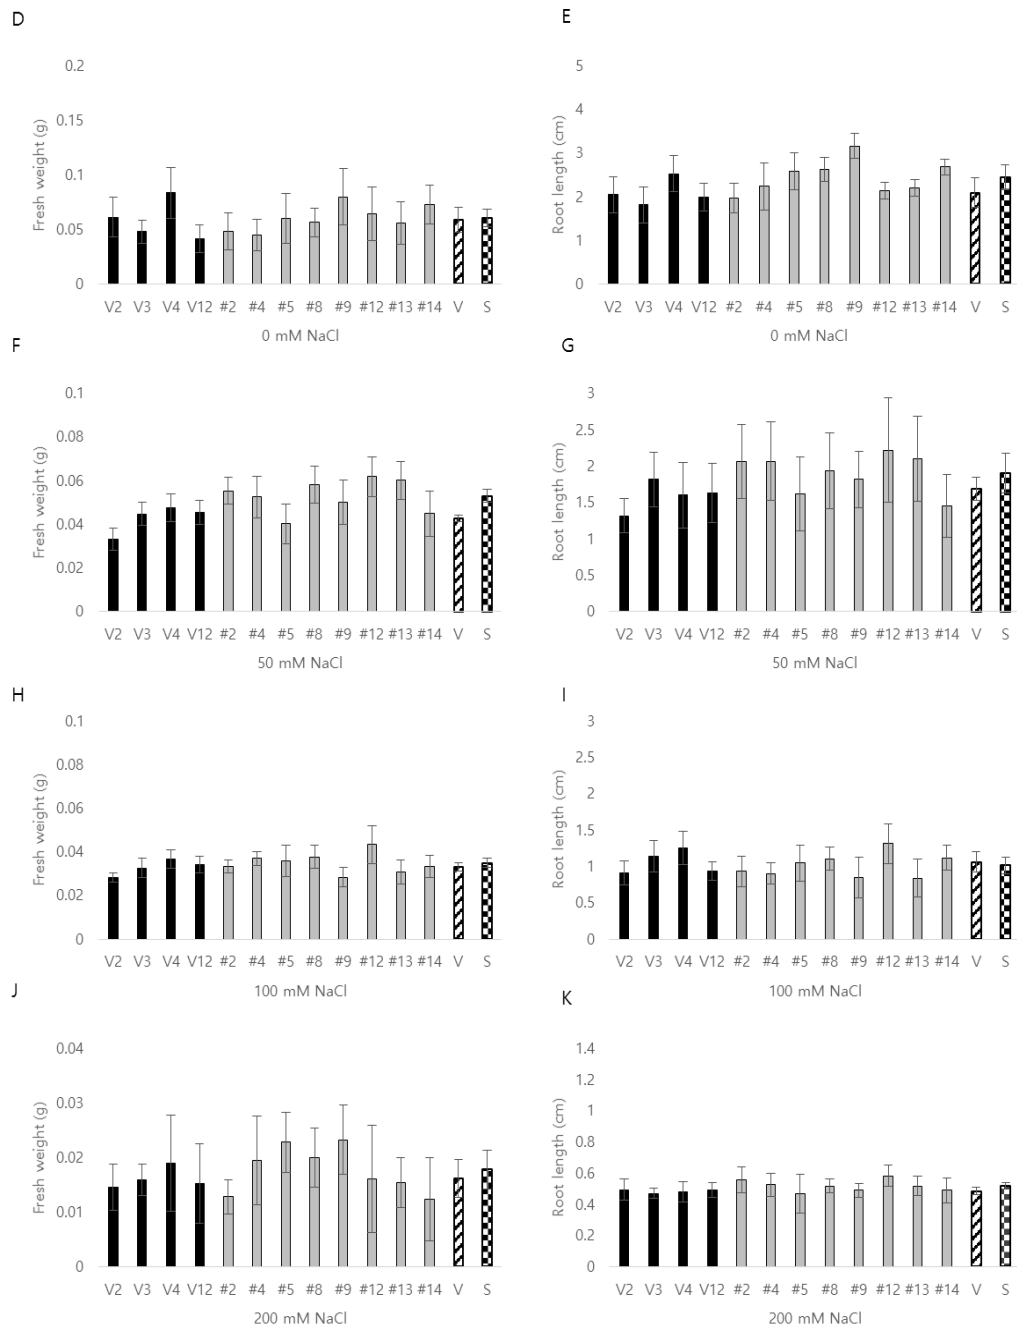 D
0.2
0.15
0.1
0.05
0
Fresh weight (g)
V2 V3 V4 V12 #2 #4 #5 #8 #9 #12 #13 #14 V S
0 mM NaCl
E
5
4
3
2
1
0
Root length (cm)
V2 V3 V4 V12 #2 #4 #5 #8 #9 #12 #13 #14 V S
0 mM NaCl
F
0.1
0.08
0.06
0.04
0.02
0
Fresh weight (g)
V2 V3 V4 V12 #2 #4 #5 #8 #9 #12 #13 #14 V S
50 mM NaCl
G
3
2.5
2
1.5
1
0.5
0
Root length (cm)
V2 V3 V4 V12 #2 #4 #5 #8 #9 #12 #13 #14 V S
50 mM NaCl
H
0.1
0.08
0.06
0.04
0.02
0
Fresh weight (g)
V2 V3 V4 V12 #2 #4 #5 #8 #9 #12 #13 #14 V S
100 mM NaCl
I
3
2.5
2
1.5
1
0.5
0
Root length (cm)
V2 V3 V4 V12 #2 #4 #5 #8 #9 #12 #13 #14 V S
100 mM NaCl
J
0.04
0.03
0.02
0.01
0
Fresh weight (g)
V2 V3 V4 V12 #2 #4 #5 #8 #9 #12 #13 #14 V S
200 mM NaCl
K
1.4
1.2
1
0.8
0.6
0.4
0.2
0
Root length (cm)
V2 V3 V4 V12 #2 #4 #5 #8 #9 #12 #13 #14 V S
200 mM NaCl